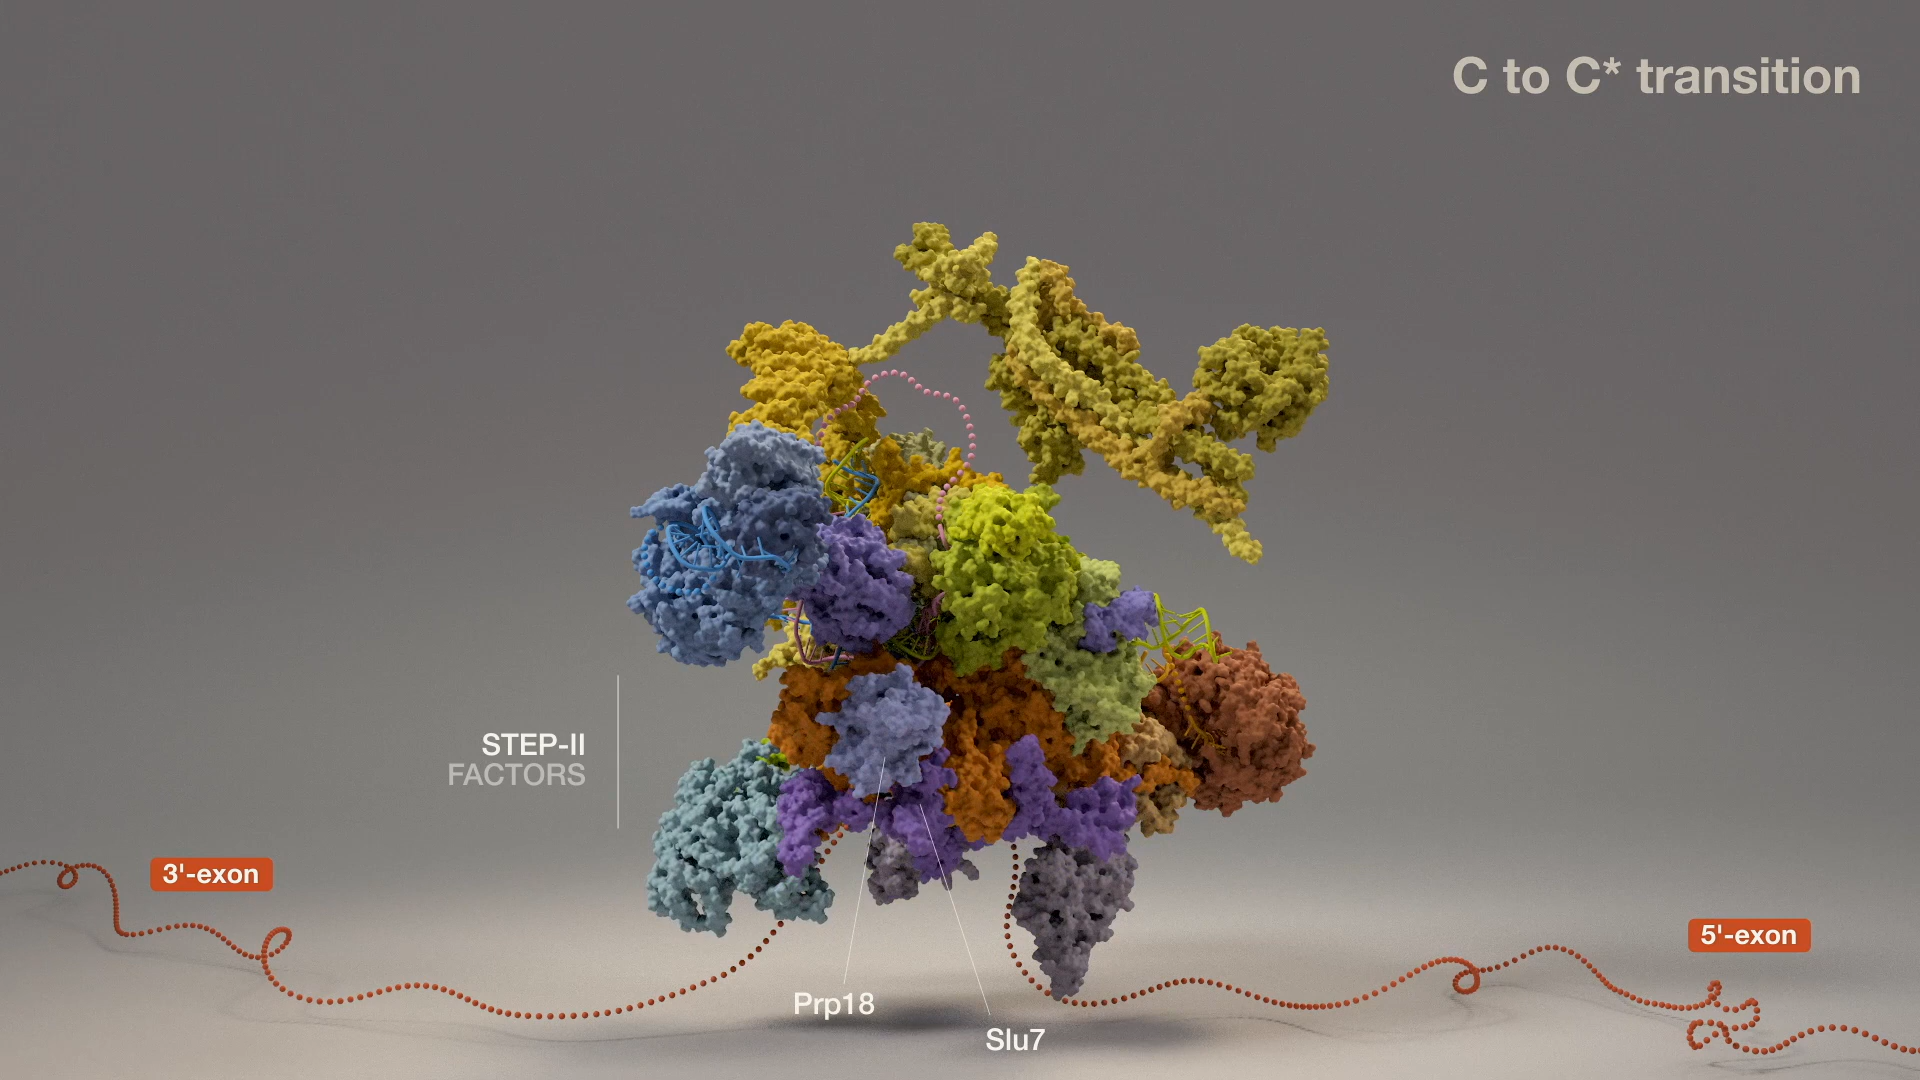 C to C* transition
STEP-II
FACTORS
3'-exon
5'-exon
Prp18
Slu7